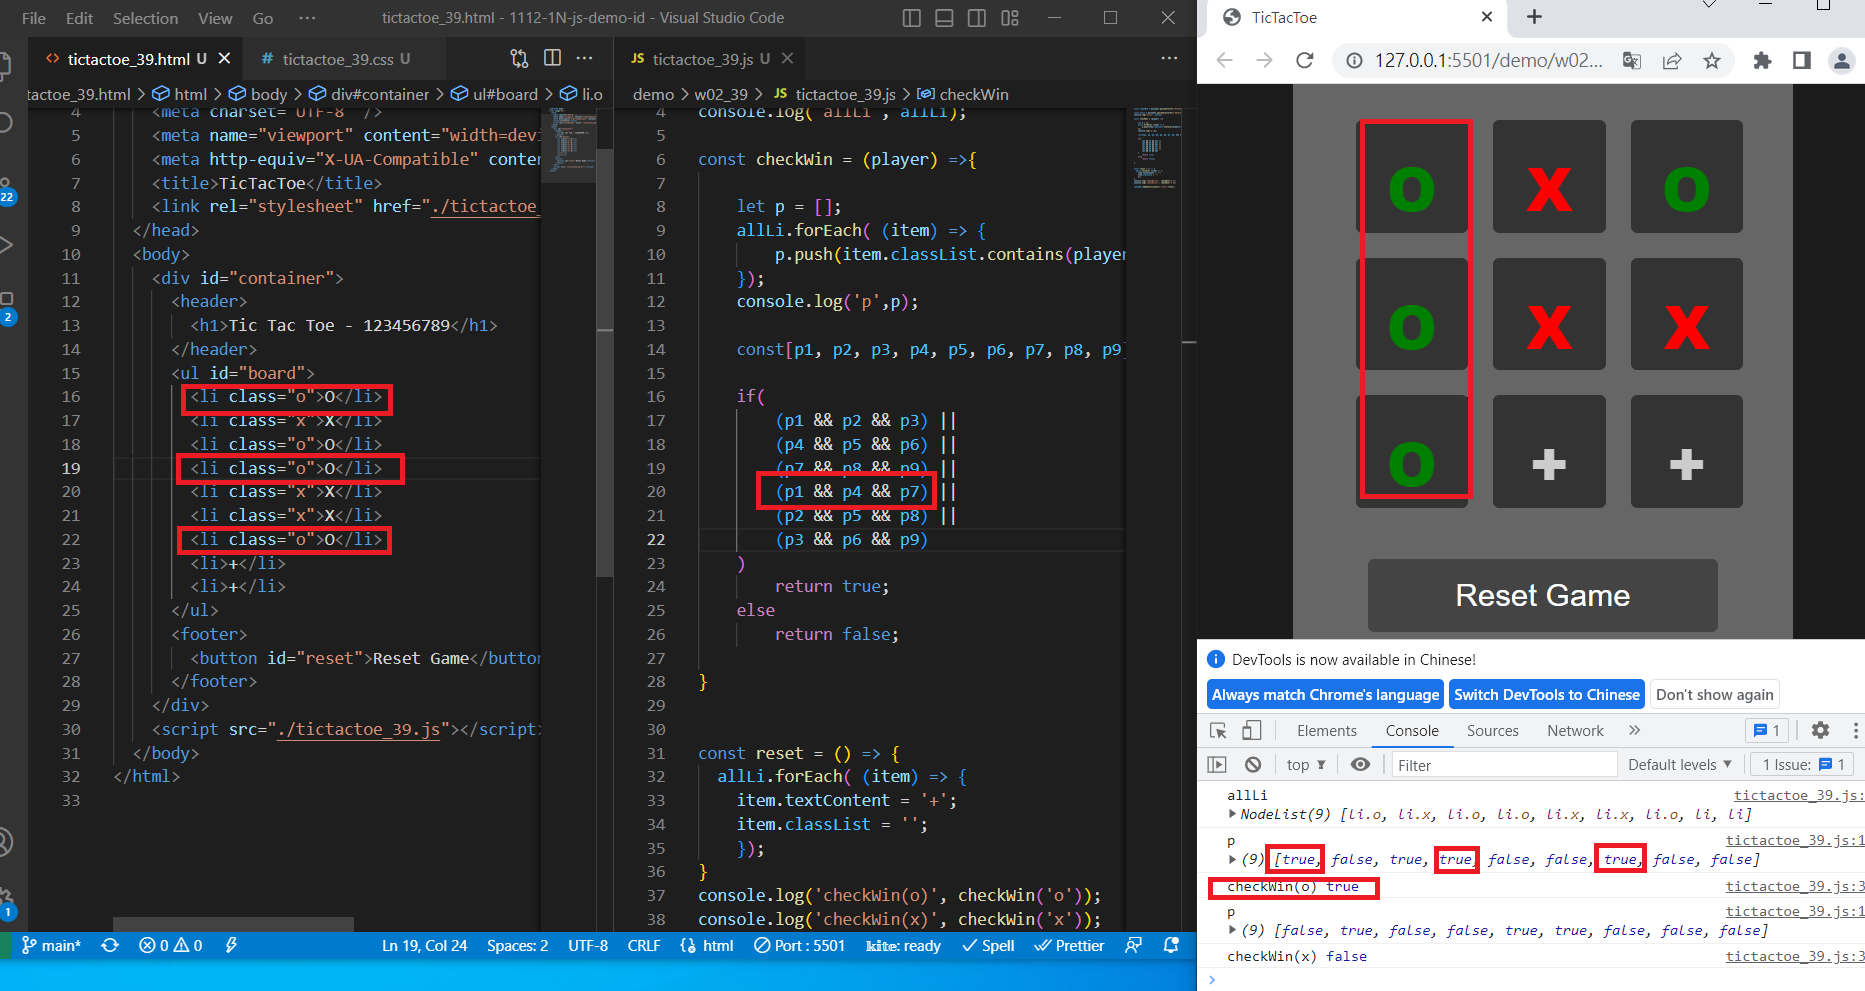 File Edit Selection View Go ··· tictactoe_39.html - 1112-1N-js-demo-id - Visual Studio Code
<> tictactoe_39.html U # tictactoe_39.css U
tactoe_39.html > html > body > div#container > ul#board > li.o
4 <meta charset="UTF-8" />
5 <meta name="viewport" content="width=devi
6 <meta http-equiv="X-UA-Compatible" conten
7 <title>TicTacToe</title>
8 <link rel="stylesheet" href="./tictactoe_
9 </head>
10 <body>
11 <div id="container">
12 <header>
13 <h1>Tic Tac Toe - 123456789</h1>
14 </header>
15 <ul id="board">
16 <li class="o">O</li>
17 <li class="x">X</li>
18 <li class="o">O</li>
19 <li class="o">O</li>
20 <li class="x">X</li>
21 <li class="x">X</li>
22 <li class="o">O</li>
23 <li>+</li>
24 <li>+</li>
25 </ul>
26 <footer>
27 <button id="reset">Reset Game</button
28 </footer>
29 </div>
30 <script src="./tictactoe_39.js"></script>
31 </body>
32 </html>
33
JS tictactoe_39.js U
demo > w02_39 > JS tictactoe_39.js > checkWin
4 console.log('allLi', allLi);
5
6 const checkWin = (player) =>{
7
8 let p = [];
9 allLi.forEach( (item) => {
10 p.push(item.classList.contains(player
11 });
12 console.log('p',p);
13
14 const[p1, p2, p3, p4, p5, p6, p7, p8, p9]
15
16 if(
17 (p1 && p2 && p3) ||
18 (p4 && p5 && p6) ||
19 (p7 && p8 && p9) ||
20 (p1 && p4 && p7) ||
21 (p2 && p5 && p8) ||
22 (p3 && p6 && p9)
23 )
24 return true;
25 else
26 return false;
27
28 }
29
30
31 const reset = () => {
32 allLi.forEach( (item) => {
33 item.textContent = '+';
34 item.classList = '';
35 });
36 }
37 console.log('checkWin(o)', checkWin('o'));
38 console.log('checkWin(x)', checkWin('x'));
22
2
1
main* 0 0 Ln 19, Col 24 Spaces: 2 UTF-8 CRLF html Port : 5501 kite: ready Spell Prettier
TicTacToe
127.0.0.1:5501/demo/w02...
o x o
o x x
o + +
Reset Game
DevTools is now available in Chinese!
Always match Chrome's language Switch DevTools to Chinese Don't show again
Elements Console Sources Network » 1
top Filter Default levels 1 Issue: 1
allLi tictactoe_39.js:
NodeList(9) [li.o, li.x, li.o, li.o, li.x, li.x, li.o, li, li]
p tictactoe_39.js:1
(9) [true, false, true, true, false, false, true, false, false]
checkWin(o) true tictactoe_39.js:3
p tictactoe_39.js:1
(9) [false, true, false, false, true, true, false, false, false]
checkWin(x) false tictactoe_39.js:3